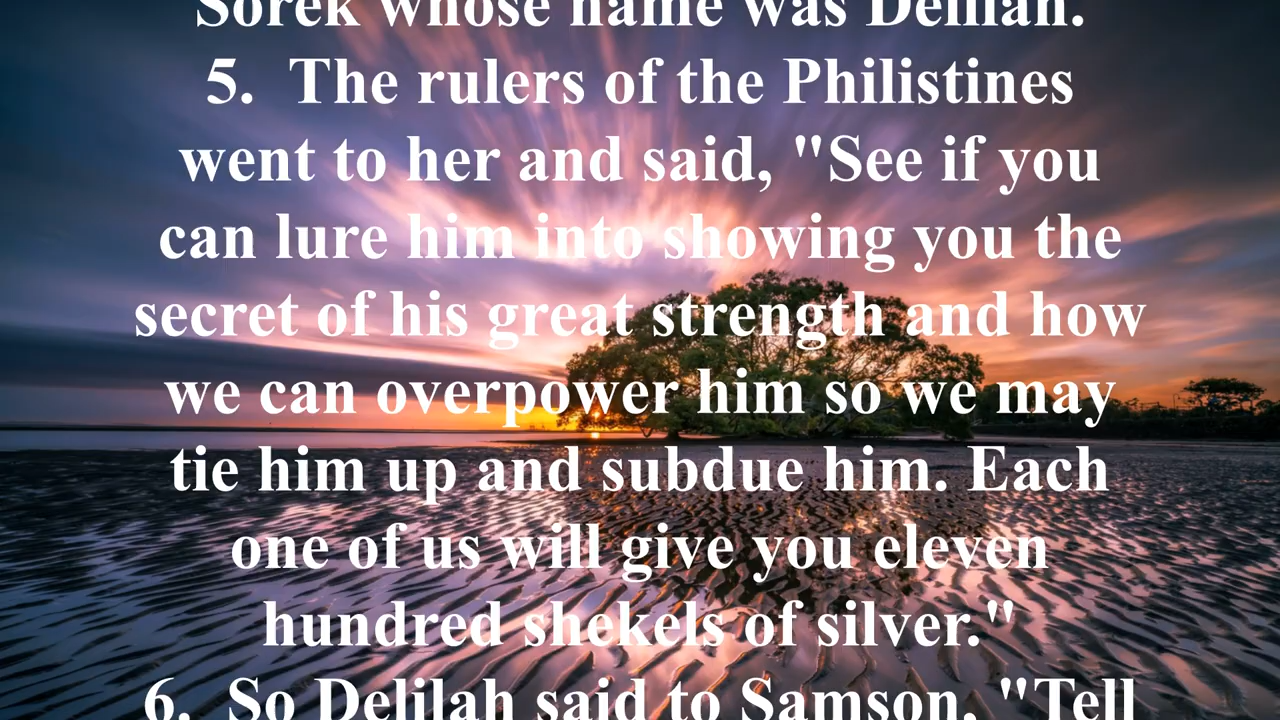 Sorek whose name was Delilah.
5.  The rulers of the Philistines
went to her and said, "See if you
can lure him into showing you the
secret of his great strength and how
we can overpower him so we may
tie him up and subdue him. Each
one of us will give you eleven
hundred shekels of silver."
6.  So Delilah said to Samson, "Tell